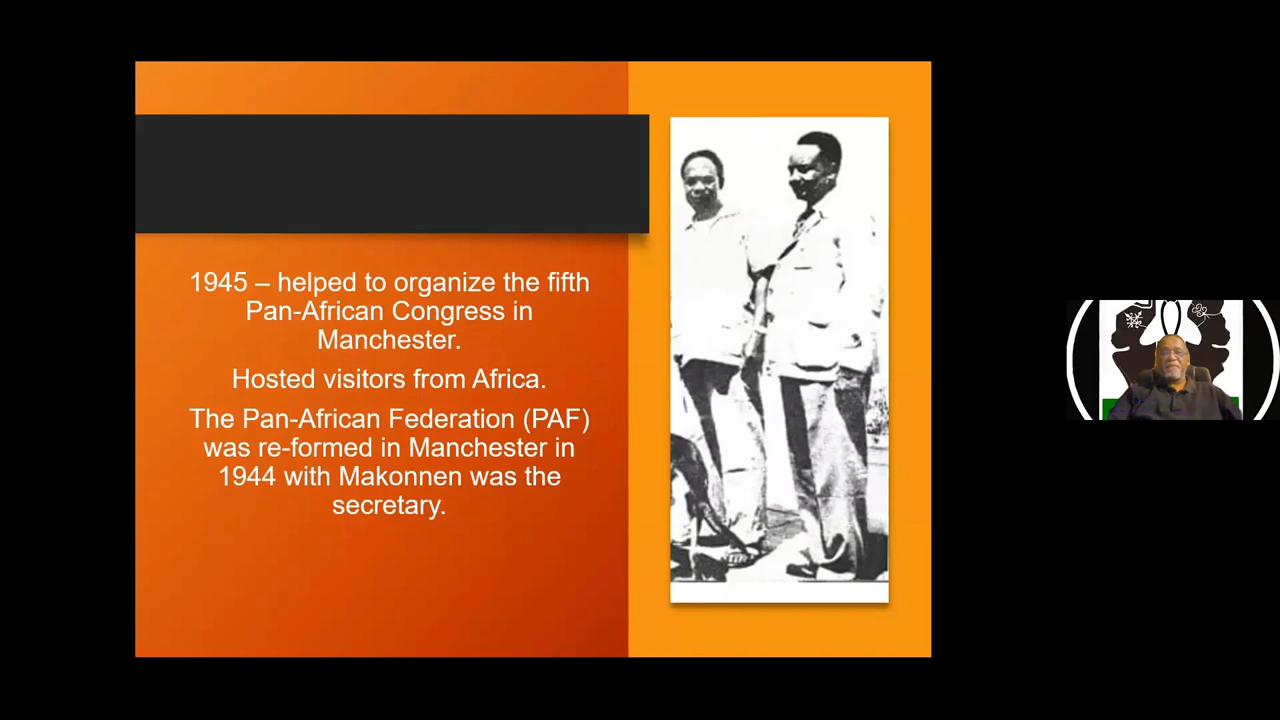 1945 – helped to organize the fifth
Pan-African Congress in
Manchester.
Hosted visitors from Africa.
The Pan-African Federation (PAF)
was re-formed in Manchester in
1944 with Makonnen was the
secretary.